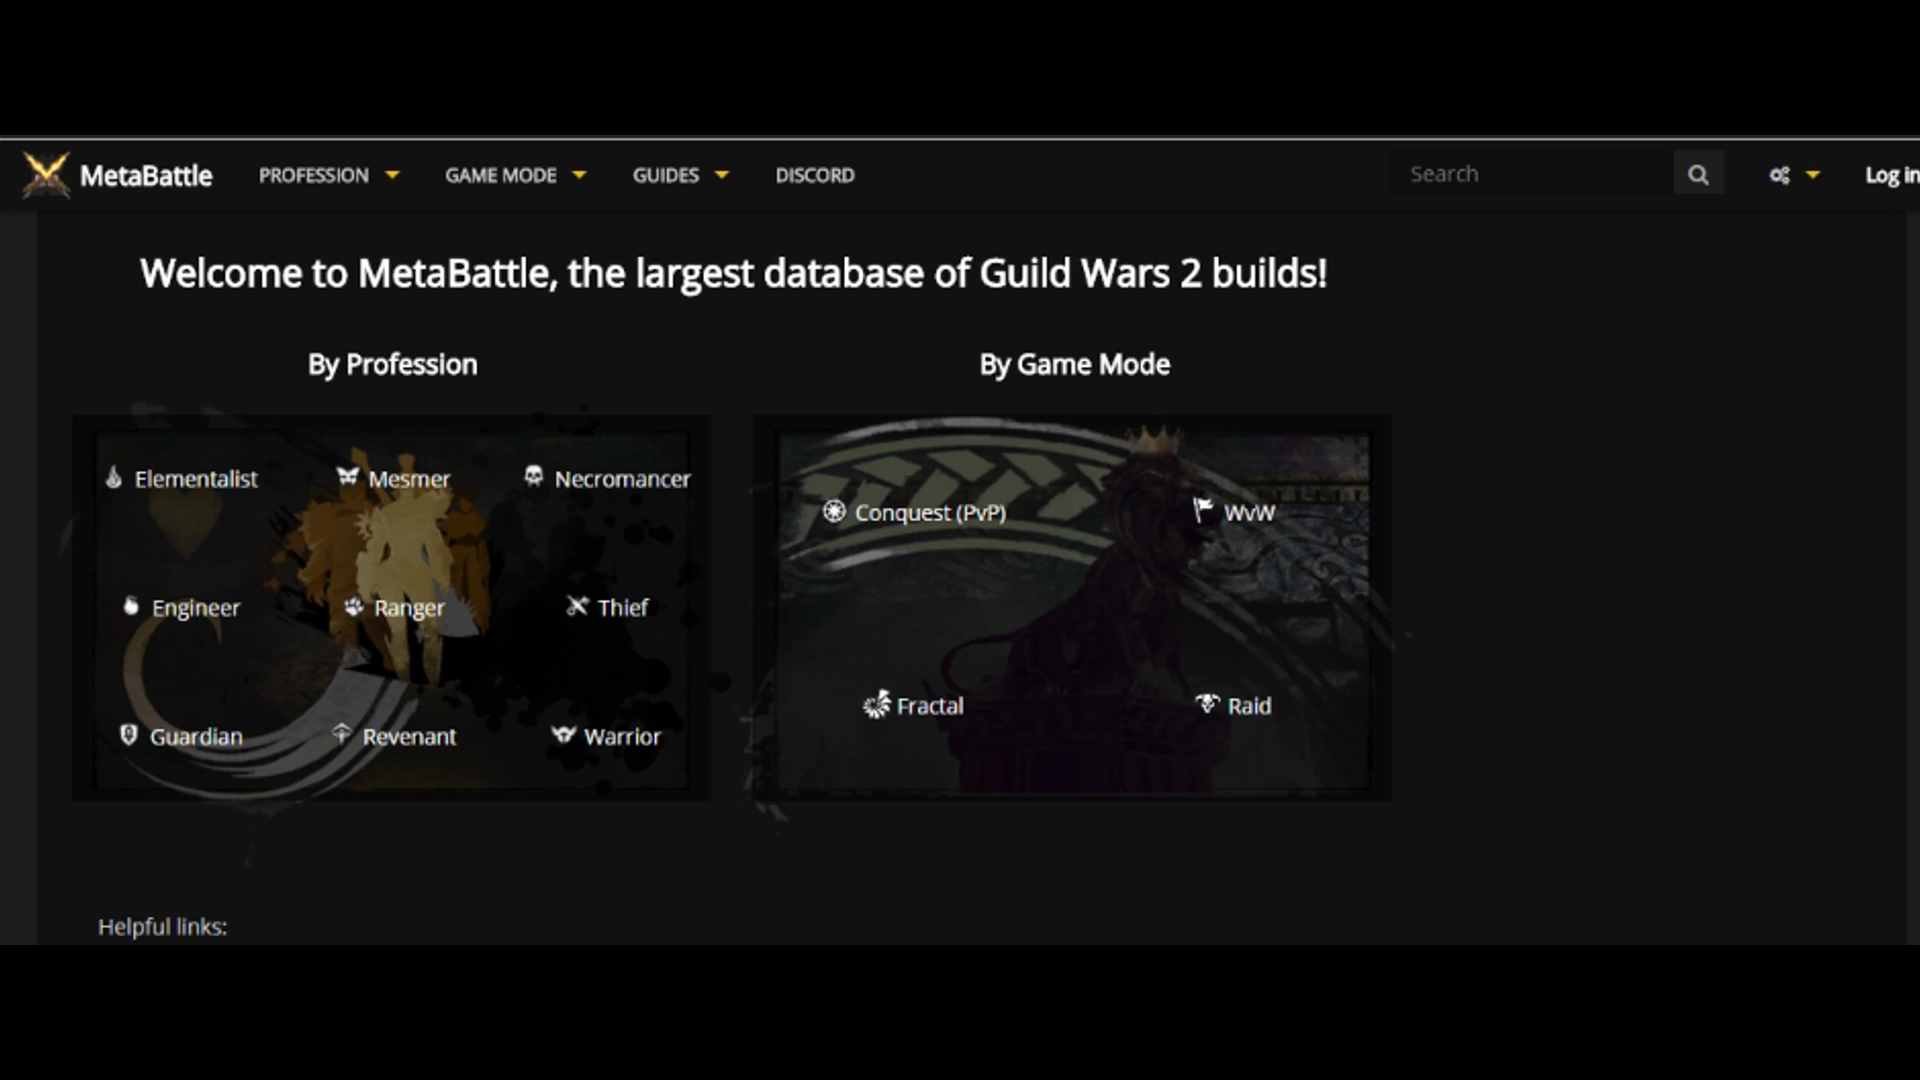 MetaBattle PROFESSION GAME MODE GUIDES DISCORD Search Log in
Welcome to MetaBattle, the largest database of Guild Wars 2 builds!
By Profession
Elementalist Mesmer Necromancer
Engineer Ranger Thief
Guardian Revenant Warrior
By Game Mode
Conquest (PvP) WvW
Fractal Raid
Helpful links: